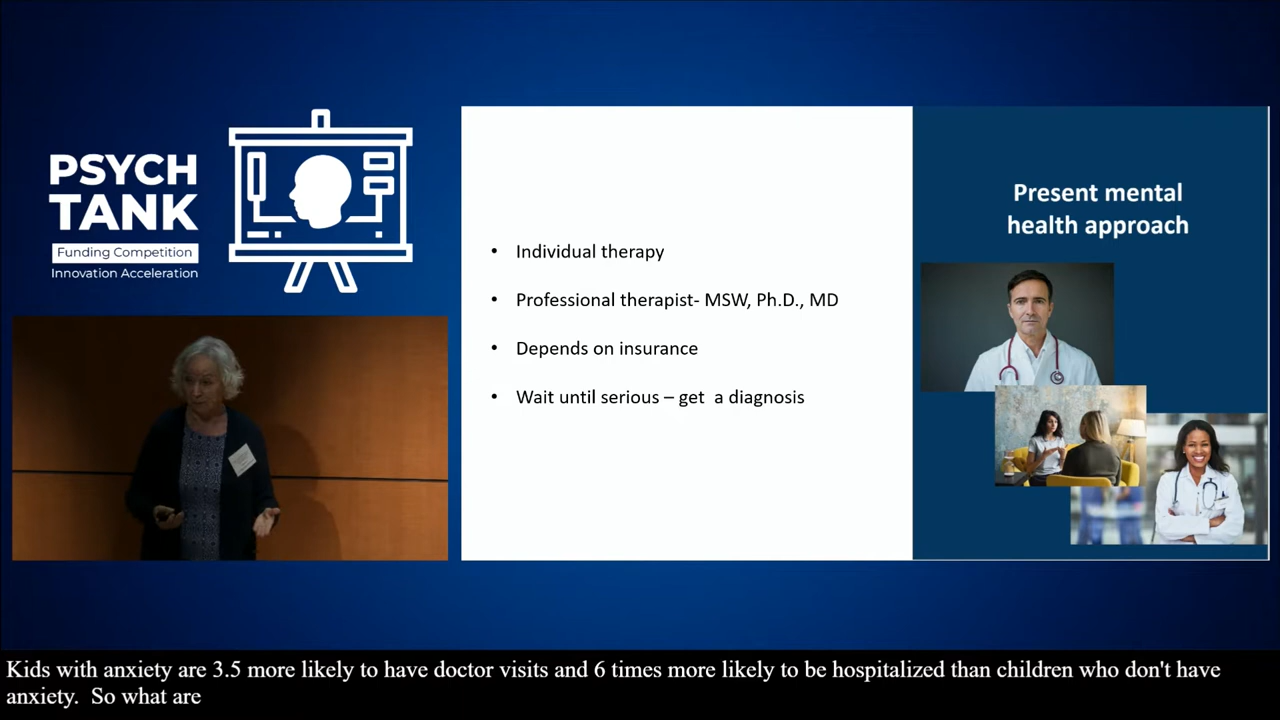 PSYCH
TANK
Funding Competition
Innovation Acceleration
• Individual therapy
• Professional therapist- MSW, Ph.D., MD
• Depends on insurance
• Wait until serious – get  a diagnosis
Present mental
health approach
Kids with anxiety are 3.5 more likely to have doctor visits and 6 times more likely to be hospitalized than children who don't have
anxiety.  So what are